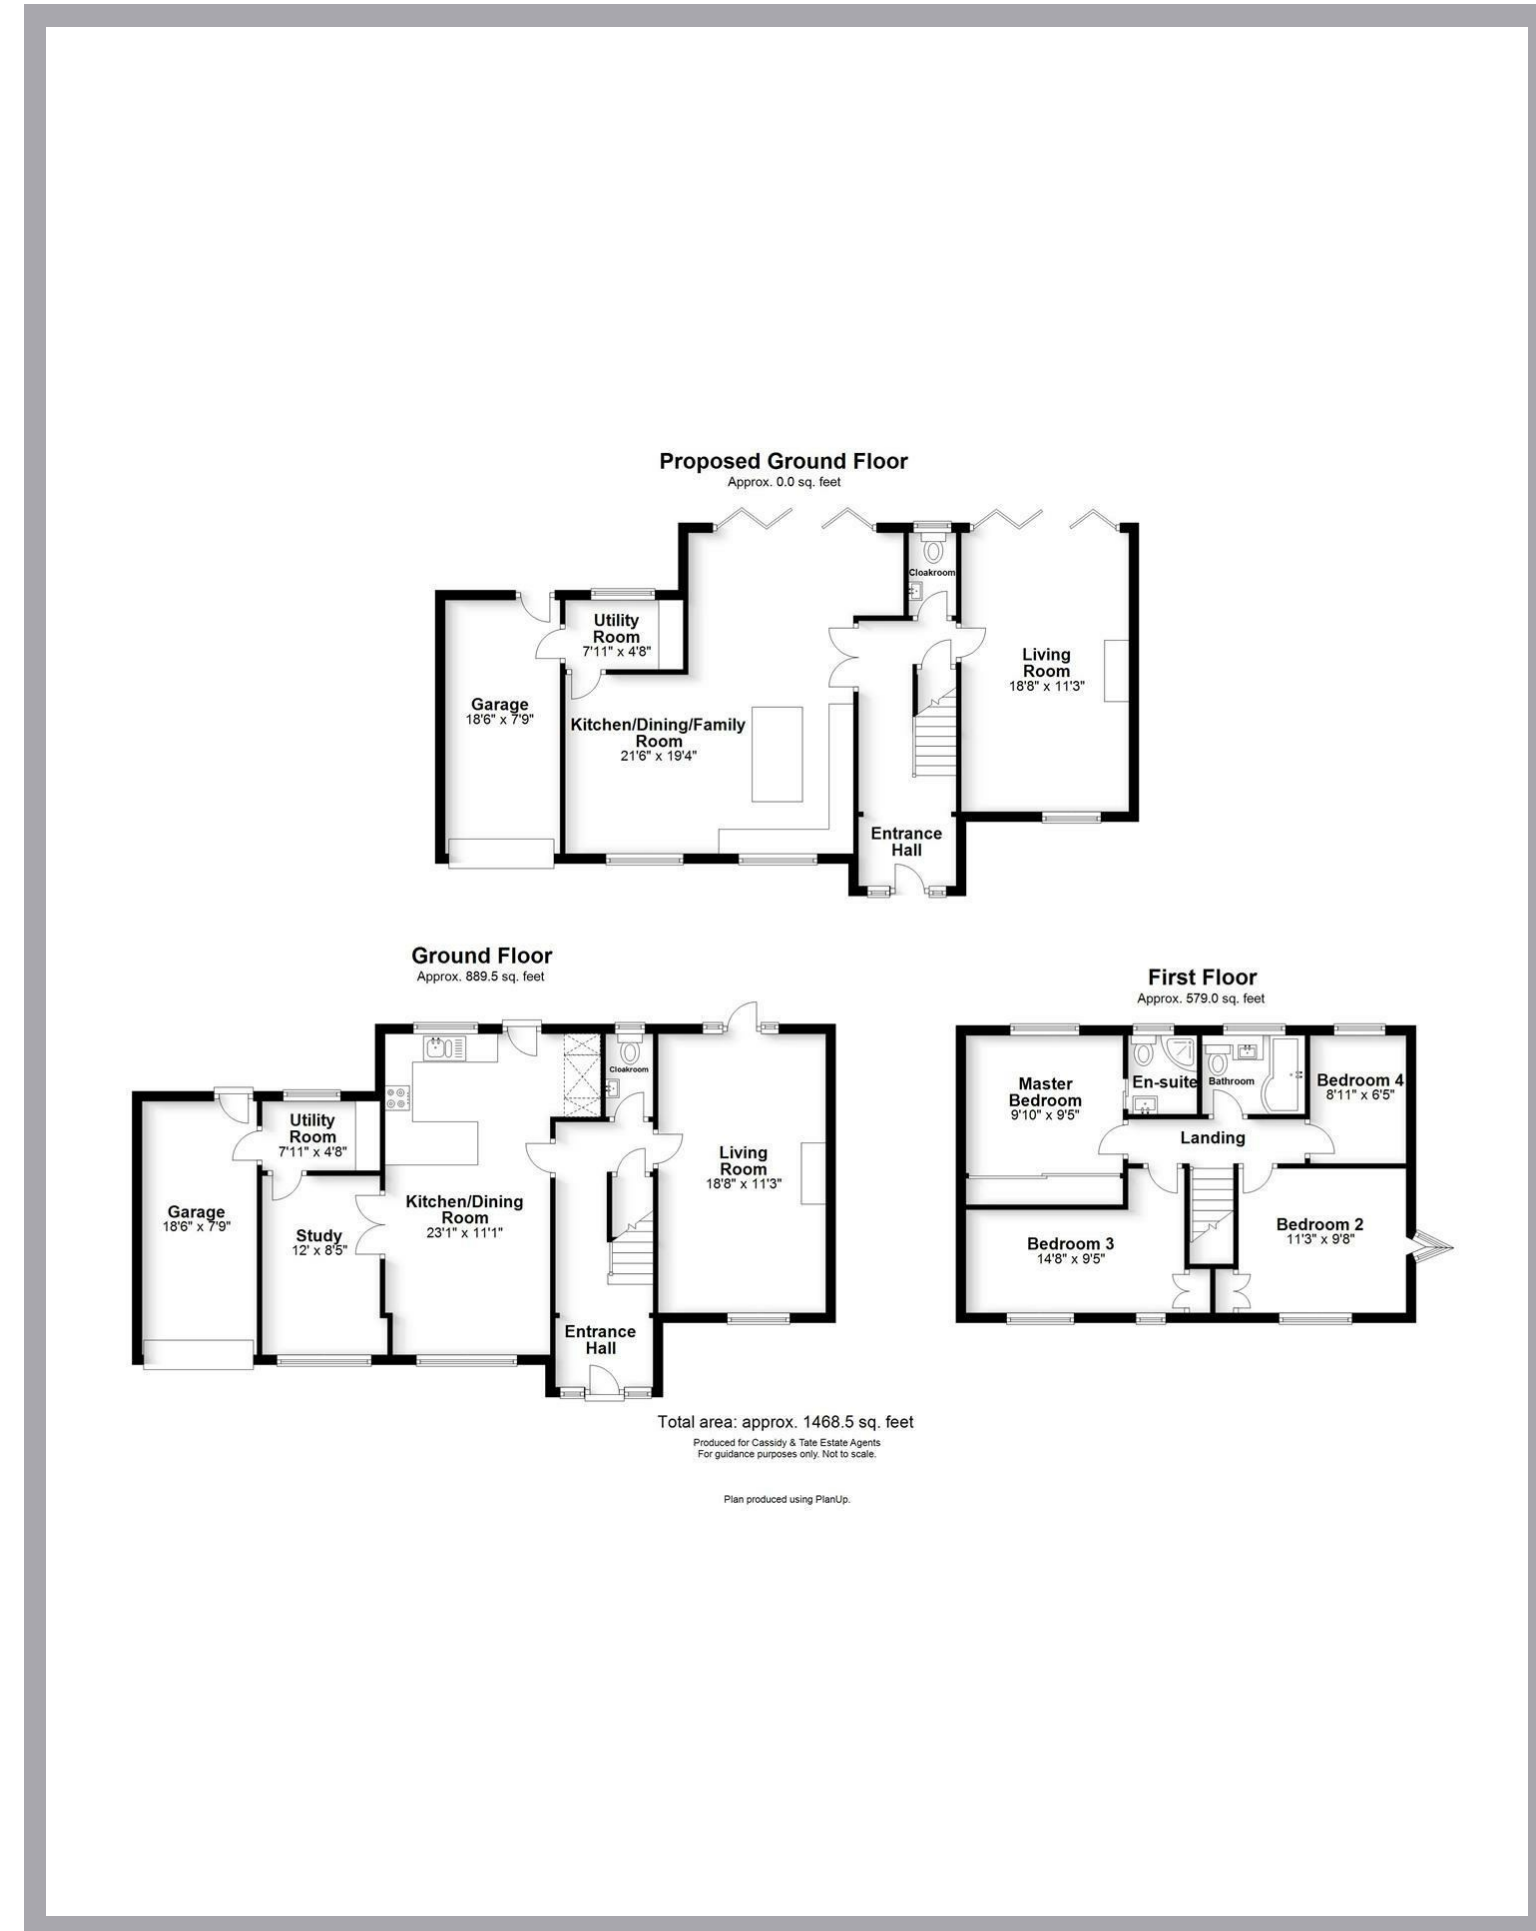 Proposed Ground Floor
Approx. 0.0 sq. feet
Cloakroom
Utility
Room
7'11" x 4'8"
Living
Room
18'8" x 11'3"
Garage
18'6" x 7'9"
Kitchen/Dining/Family
Room
21'6" x 19'4"
Entrance
Hall
Ground Floor
Approx. 889.5 sq. feet
Cloakroom
Utility
Room
7'11" x 4'8"
Living
Room
18'8" x 11'3"
Garage
18'6" x 7'9"
Kitchen/Dining
Room
23'1" x 11'1"
Study
12' x 8'5"
Entrance
Hall
First Floor
Approx. 579.0 sq. feet
Master
Bedroom
9'10" x 9'5"
En-suite
Bathroom
Bedroom 4
8'11" x 6'5"
Landing
Bedroom 2
11'3" x 9'8"
Bedroom 3
14'8" x 9'5"
Total area: approx. 1468.5 sq. feet
Produced for Cassidy & Tate Estate Agents
For guidance purposes only. Not to scale.
Plan produced using PlanUp.